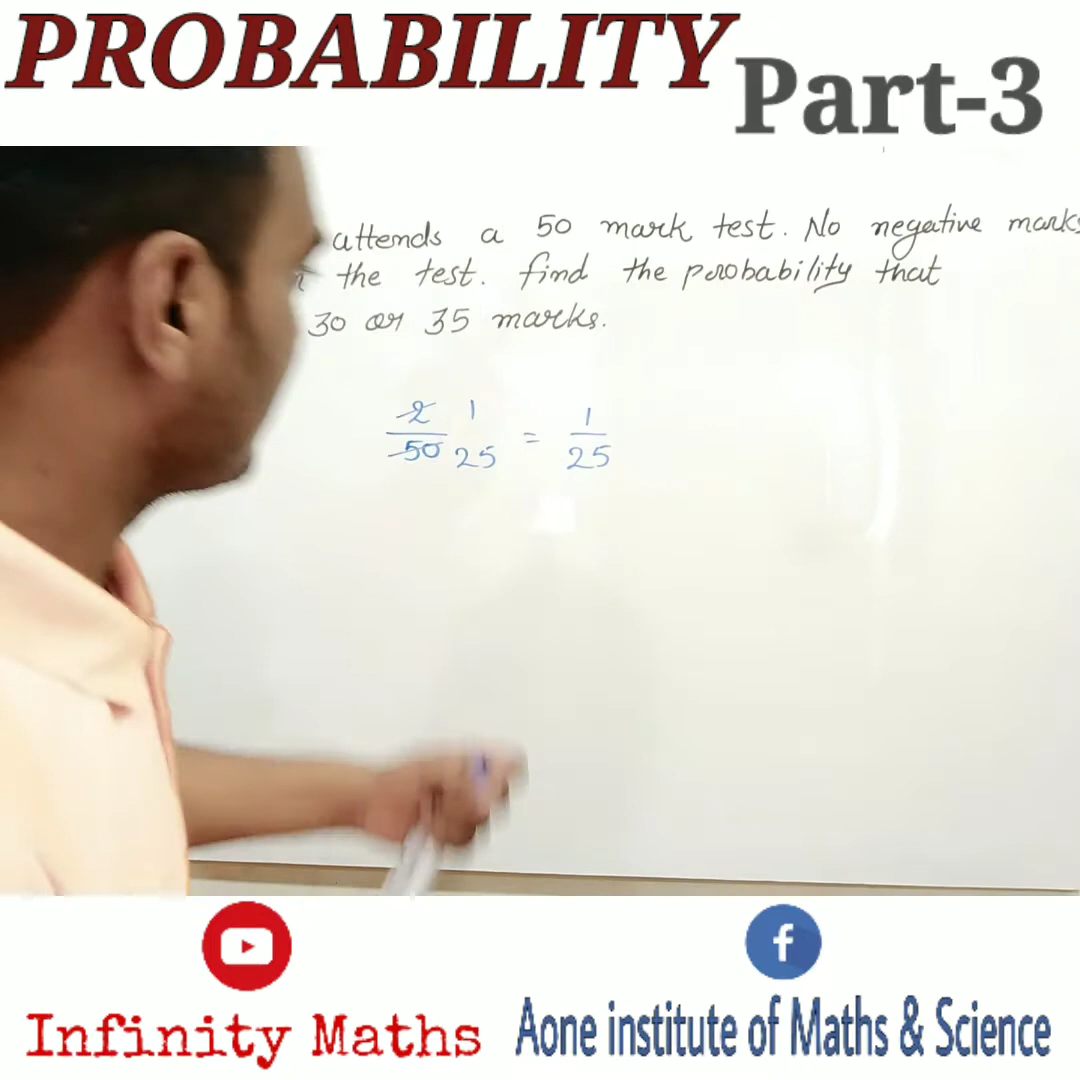 PROBABILITY
Part-3
attends a 50 mark test. No negative marks
the test. find the probability that
30 or 35 marks.
2/50 1/25 = 1/25
Infinity Maths
Aone institute of Maths & Science